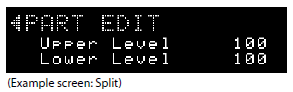 ◀PART EDIT
Upper Level 100
Lower Level 100
(Example screen: Split)